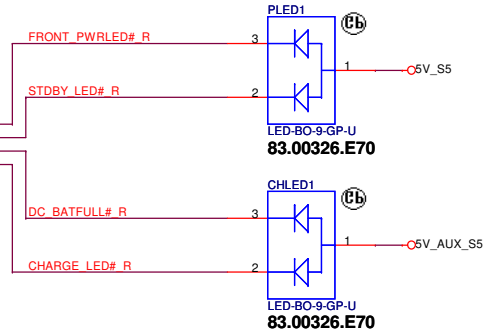 PLED1
FRONT_PWRLED#_R
3
1
5V_S5
STDBY_LED#_R
2
LED-BO-9-GP-U
83.00326.E70
CHLED1
DC_BATFULL#_R
3
1
5V_AUX_S5
CHARGE_LED#_R
2
LED-BO-9-GP-U
83.00326.E70